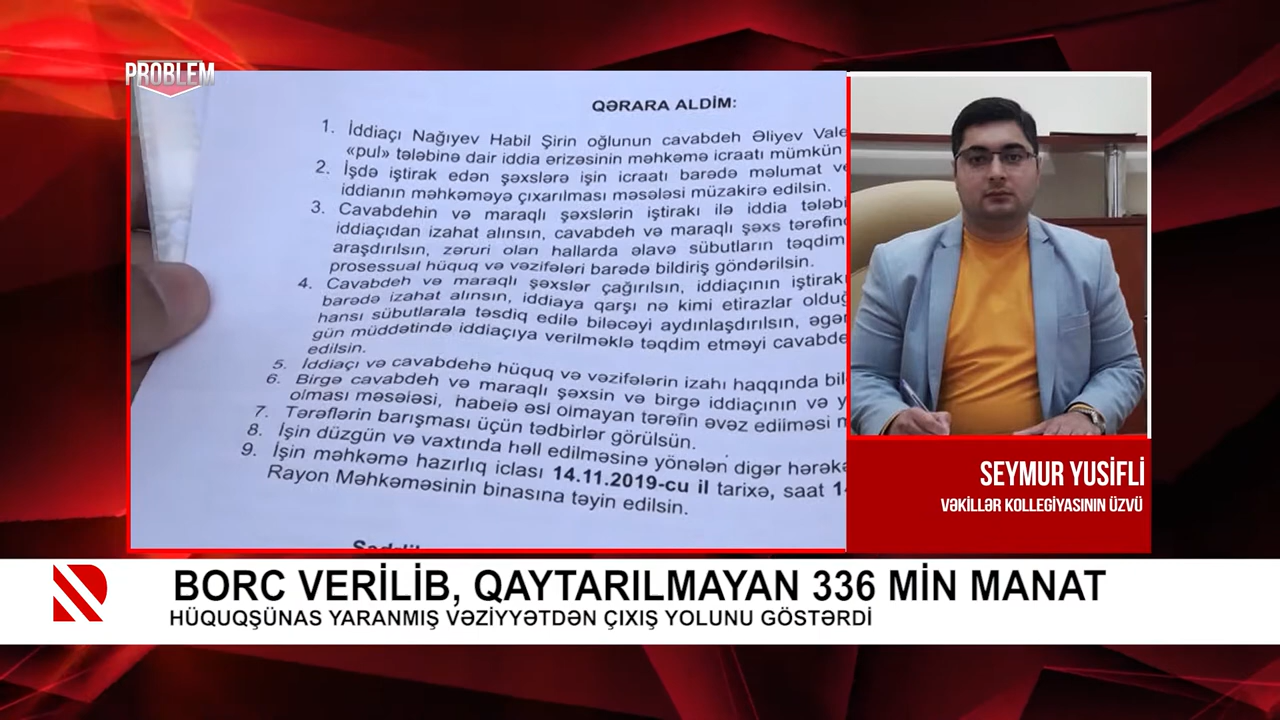 PROBLEM
QƏRARA ALDIM:
1. İddiaçı Nağıyev Habil Şirin oğlunun cavabdeh Əliyev Vale
«pul» tələbinə dair iddia ərizəsinin məhkəmə icraatı mümkün
2. İşdə iştirak edən şəxslərə işin icraatı barədə məlumat ve
iddianın məhkəməyə çıxarılması məsələsi müzakirə edilsin.
3. Cavabdehin və maraqlı şəxslərin iştirakı ilə iddia tələbi
iddiaçıdan izahat alınsın, cavabdeh və maraqlı şəxs tərəfind
araşdırılsın, zəruri olan hallarda əlavə sübutların təqdim
prosessual hüquq və vəzifələri barədə bildiriş göndərilsin.
4. Cavabdeh və maraqlı şəxslər çağırılsın, iddiaçının iştirakı
barədə izahat alınsın, iddiaya qarşı nə kimi etirazlar olduğ
hansı sübutlarala təsdiq edilə biləcəyi aydınlaşdırılsın, əgər
gün müddətində iddiaçıya verilməklə təqdim etməyi cavabde
edilsin.
5. İddiaçı və cavabdehə hüquq və vəzifələrin izahı haqqında bil
6. Birgə cavabdeh və maraqlı şəxsin və birgə iddiaçının və y
olması məsələsi, habelə əsl olmayan tərəfin əvəz edilməsi m
7. Tərəflərin barışması üçün tədbirlər görülsün.
8. İşin düzgün və vaxtında həll edilməsinə yönələn digər hərəkə
9. İşin məhkəmə hazırlıq iclası 14.11.2019-cu il tarixə, saat 1
Rayon Məhkəməsinin binasına təyin edilsin.
SEYMUR YUSİFLİ
VƏKİLLƏR KOLLEGİYASININ ÜZVÜ
BORC VERİLİB, QAYTARILMAYAN 336 MİN MANAT
HÜQUQŞÜNAS YARANMIŞ VƏZİYYƏTDƏN ÇIXIŞ YOLUNU GÖSTƏRDİ